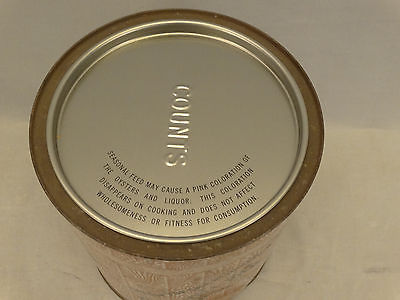 COUNTS
SEASONAL FEED MAY CAUSE A PINK COLORATION OF
THE OYSTERS AND LIQUOR. THIS COLORATION
DISAPPEARS ON COOKING AND DOES NOT AFFECT
WHOLESOMENESS OR FITNESS FOR CONSUMPTION.